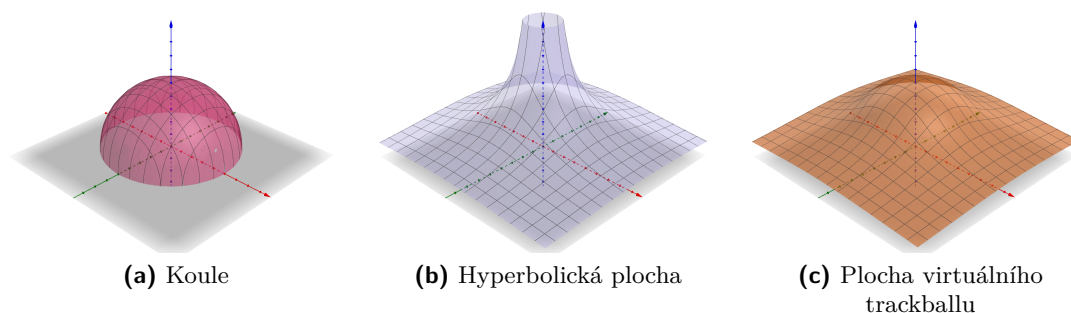 (a) Koule
(b) Hyperbolická plocha
(c) Plocha virtuálního
trackballu